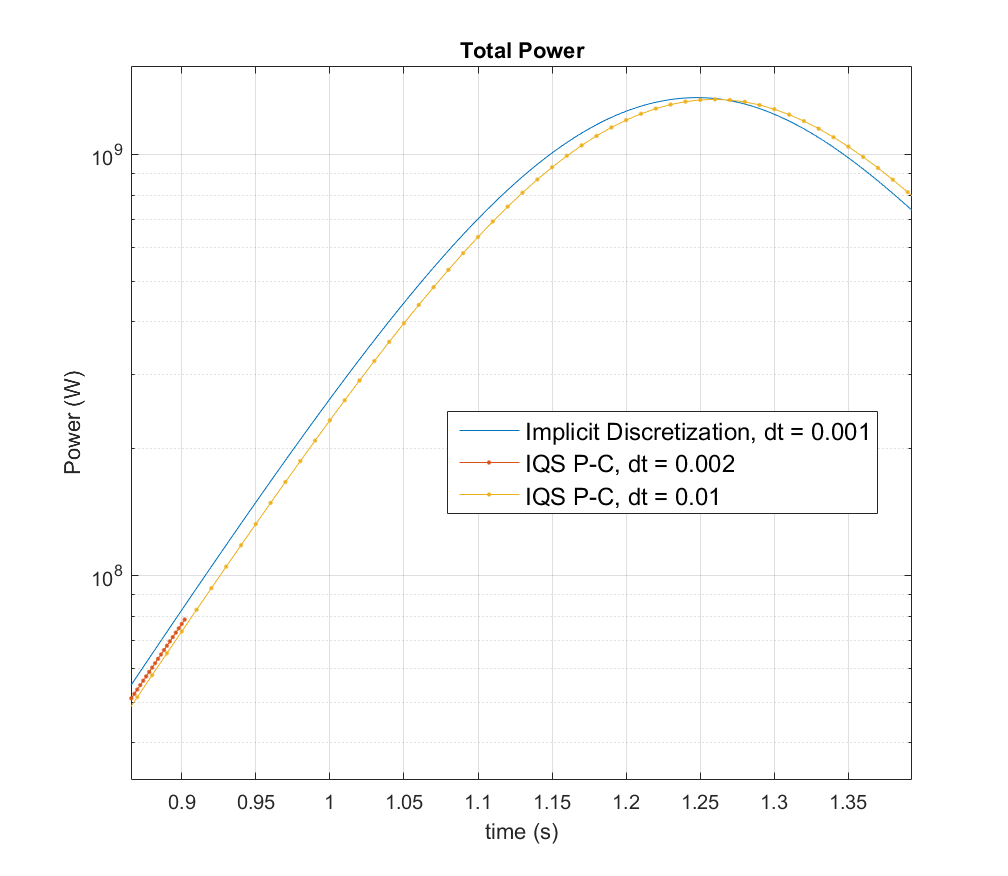 Total Power
10^9
10^8
Power (W)
Implicit Discretization, dt = 0.001
IQS P-C, dt = 0.002
IQS P-C, dt = 0.01
0.9 0.95 1 1.05 1.1 1.15 1.2 1.25 1.3 1.35
time (s)